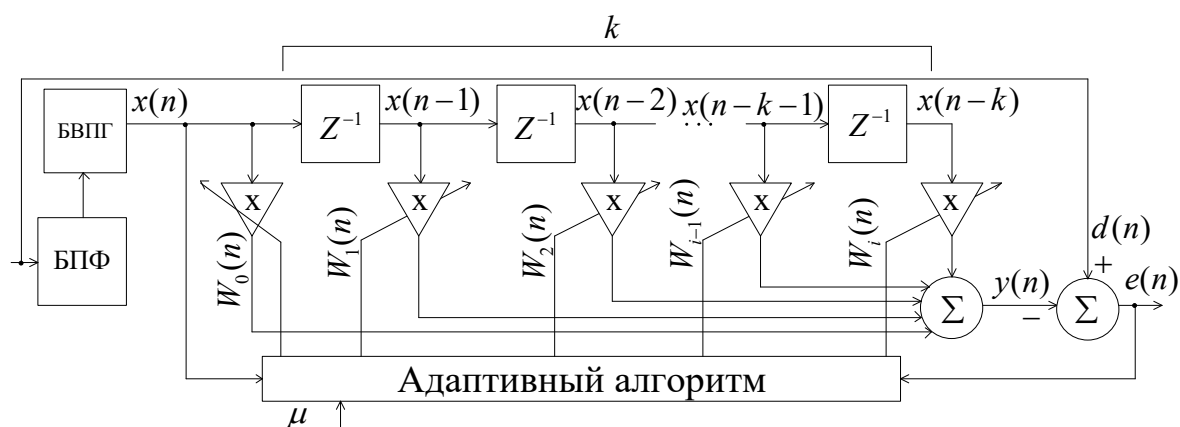 k
x(n)
x(n−1)
x(n−2)
x(n−k−1)
x(n−k)
БВПГ
Z⁻¹
Z⁻¹
...
Z⁻¹
x
x
x
x
x
БПФ
W₀(n)
W₁(n)
W₂(n)
Wᵢ₋₁(n)
Wᵢ(n)
d(n)
+
Σ
y(n)
−
Σ
e(n)
Адаптивный алгоритм
μ